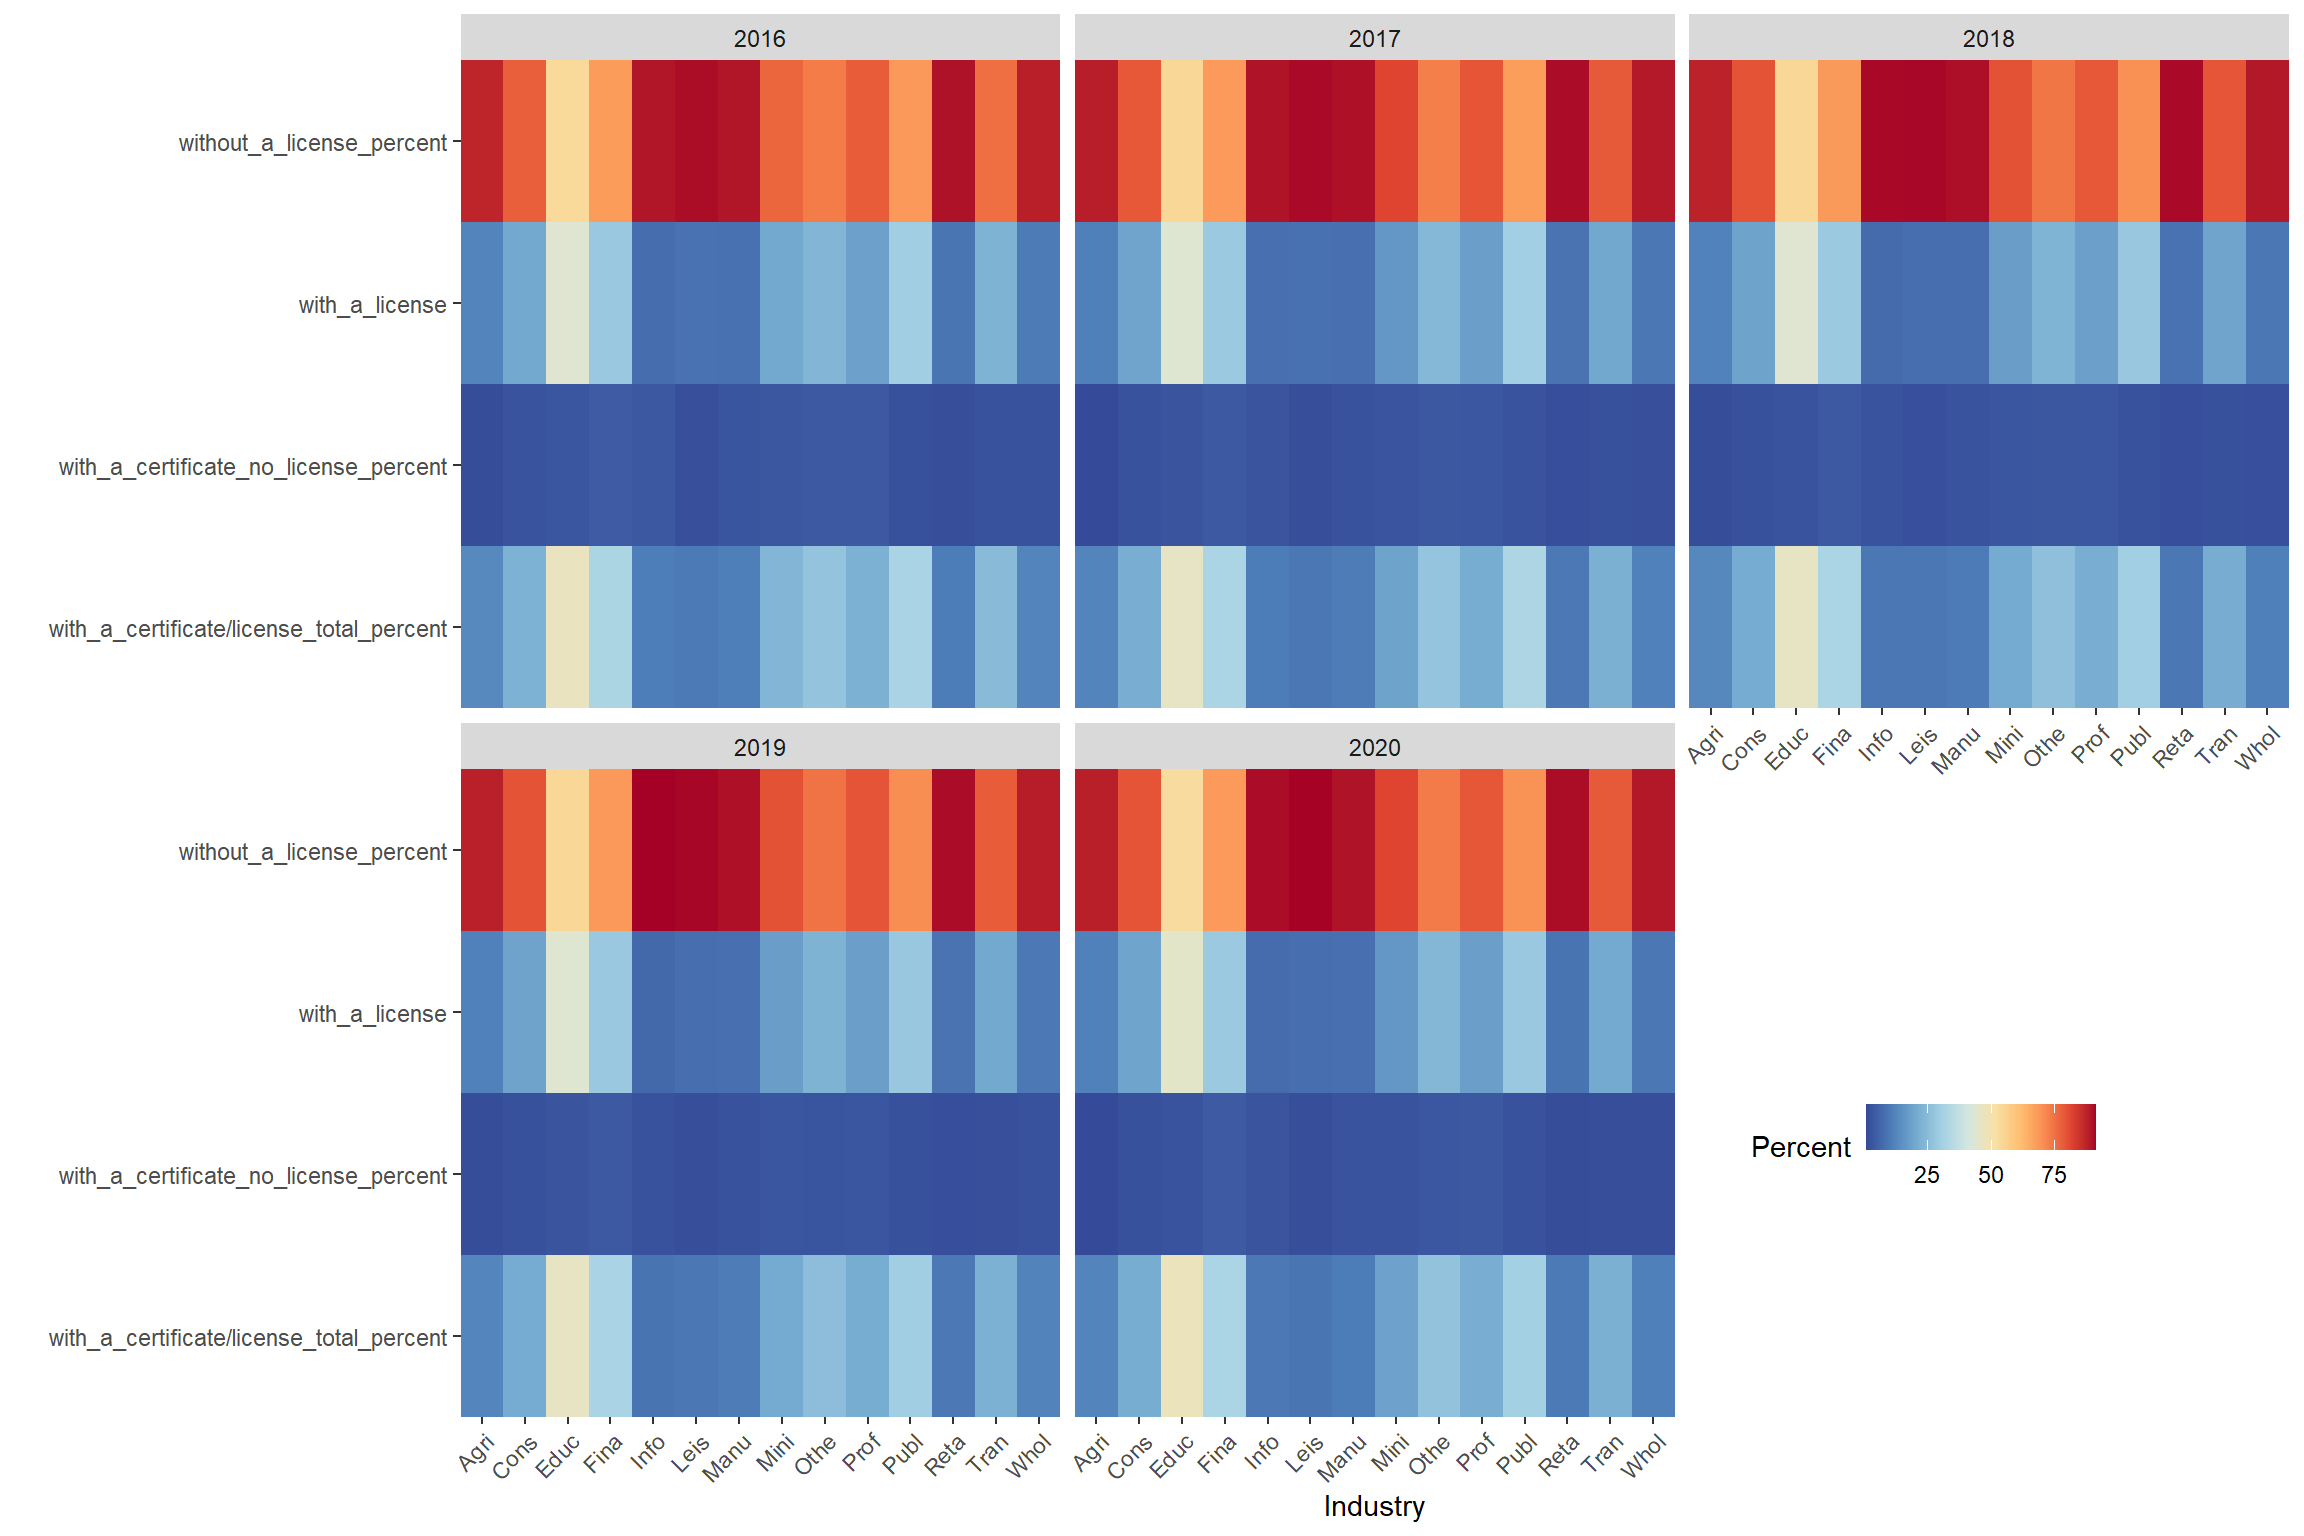 2016
2017
2018
without_a_license_percent
with_a_license
with_a_certificate_no_license_percent
with_a_certificate/license_total_percent
Agri Cons Educ Fina Info Leis Manu Mini Othe Prof Publ Reta Tran Whol
2019
2020
without_a_license_percent
with_a_license
with_a_certificate_no_license_percent
with_a_certificate/license_total_percent
Agri Cons Educ Fina Info Leis Manu Mini Othe Prof Publ Reta Tran Whol
Agri Cons Educ Fina Info Leis Manu Mini Othe Prof Publ Reta Tran Whol
Industry
Percent
25 50 75